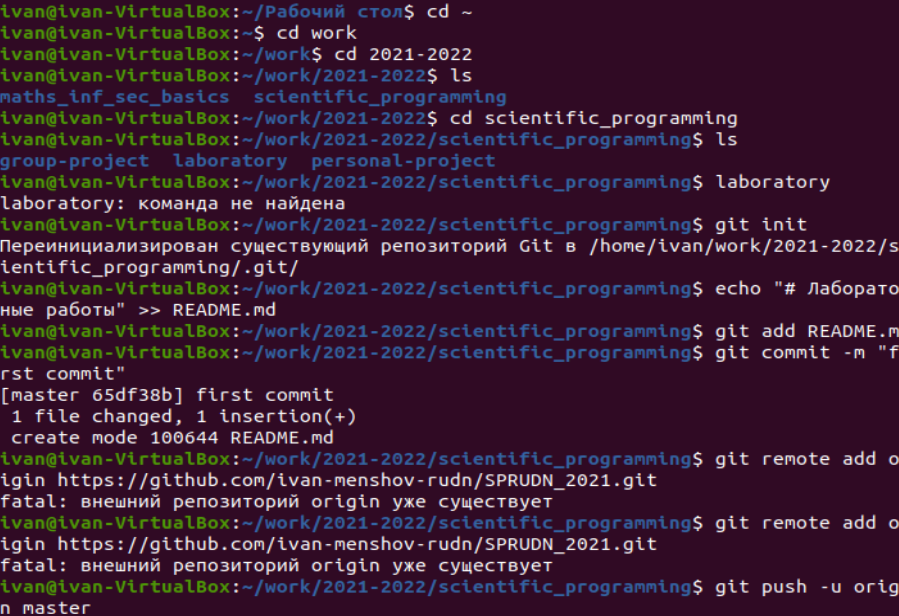 ivan@ivan-VirtualBox:~/Рабочий стол$ cd ~
ivan@ivan-VirtualBox:~$ cd work
ivan@ivan-VirtualBox:~/work$ cd 2021-2022
ivan@ivan-VirtualBox:~/work/2021-2022$ ls
maths_inf_sec_basics  scientific_programming
ivan@ivan-VirtualBox:~/work/2021-2022$ cd scientific_programming
ivan@ivan-VirtualBox:~/work/2021-2022/scientific_programming$ ls
group-project  laboratory  personal-project
ivan@ivan-VirtualBox:~/work/2021-2022/scientific_programming$ laboratory
laboratory: команда не найдена
ivan@ivan-VirtualBox:~/work/2021-2022/scientific_programming$ git init
Переинициализирован существующий репозиторий Git в /home/ivan/work/2021-2022/s
ientific_programming/.git/
ivan@ivan-VirtualBox:~/work/2021-2022/scientific_programming$ echo "# Лаборато
ные работы" >> README.md
ivan@ivan-VirtualBox:~/work/2021-2022/scientific_programming$ git add README.m
ivan@ivan-VirtualBox:~/work/2021-2022/scientific_programming$ git commit -m "f
rst commit"
[master 65df38b] first commit
 1 file changed, 1 insertion(+)
 create mode 100644 README.md
ivan@ivan-VirtualBox:~/work/2021-2022/scientific_programming$ git remote add o
igin https://github.com/ivan-menshov-rudn/SPRUDN_2021.git
fatal: внешний репозиторий origin уже существует
ivan@ivan-VirtualBox:~/work/2021-2022/scientific_programming$ git remote add o
igin https://github.com/ivan-menshov-rudn/SPRUDN_2021.git
fatal: внешний репозиторий origin уже существует
ivan@ivan-VirtualBox:~/work/2021-2022/scientific_programming$ git push -u orig
n master